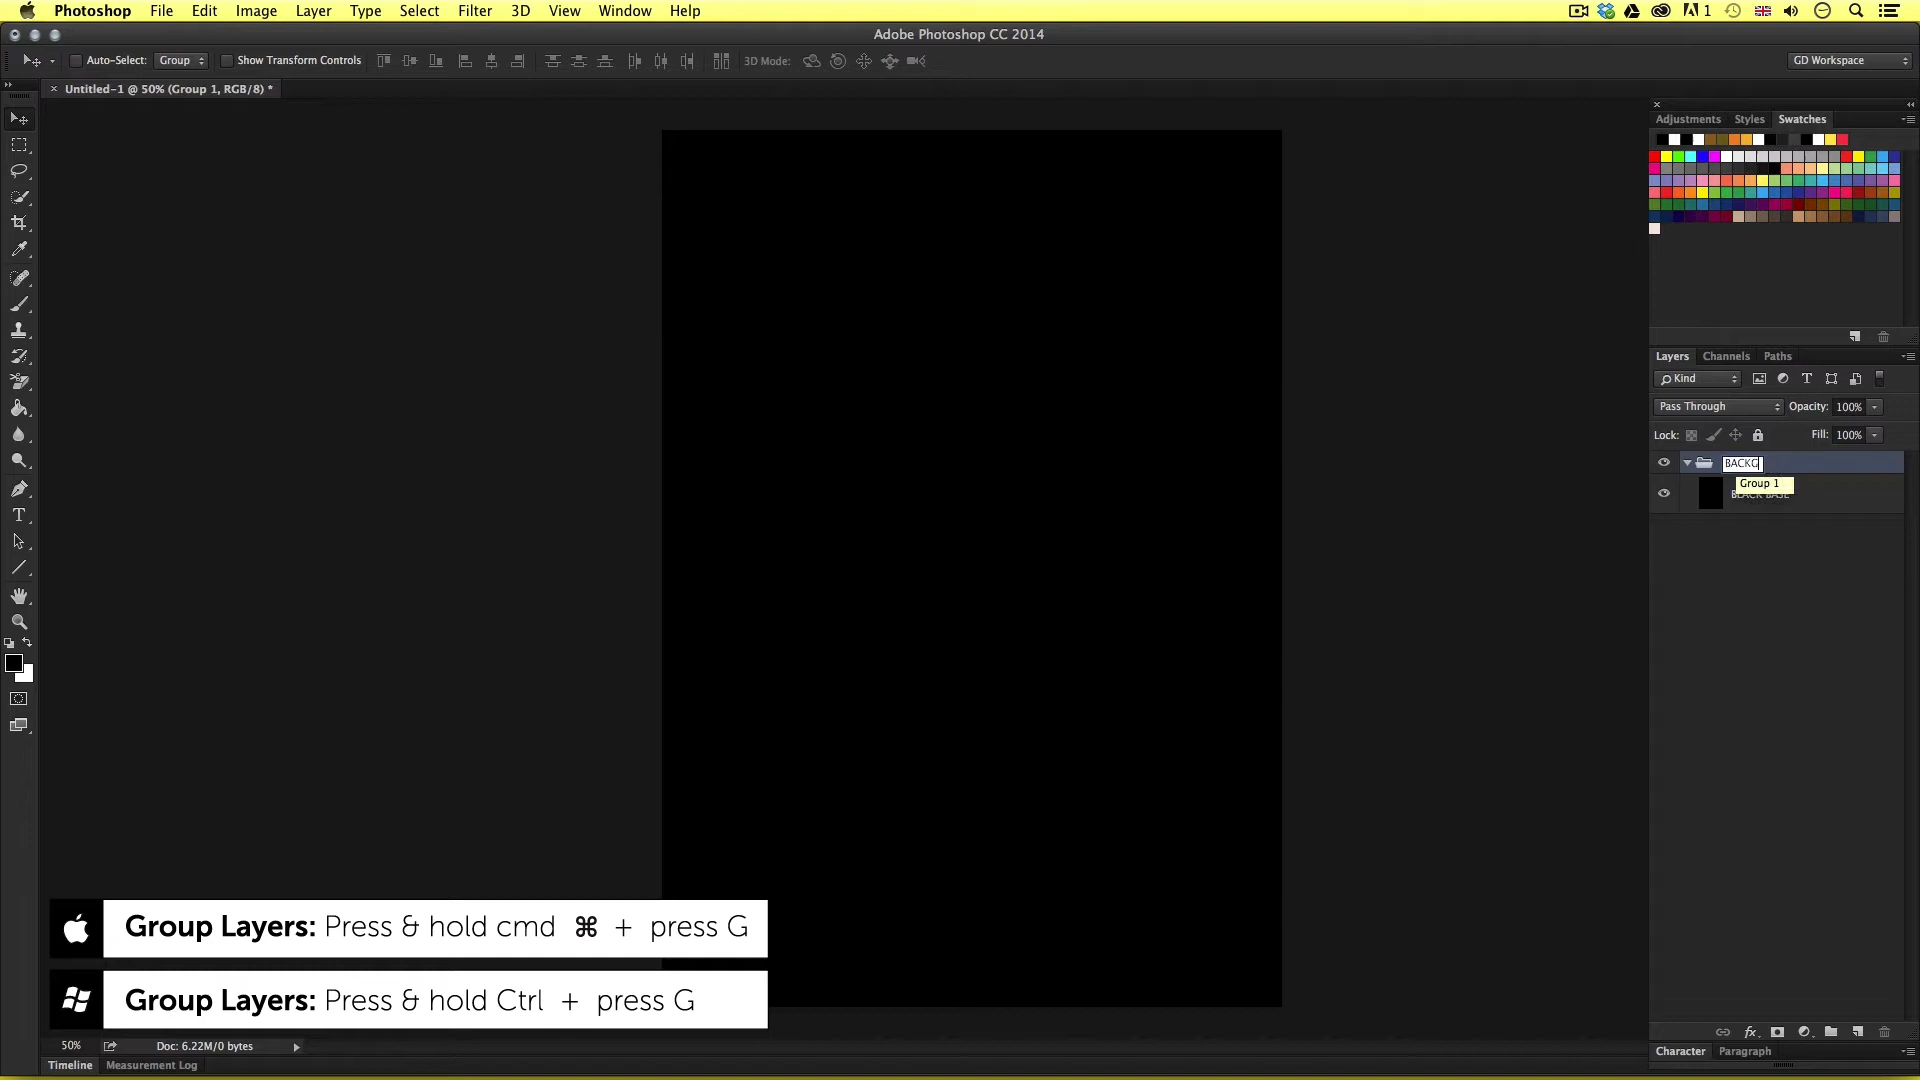 Photoshop File Edit Image Layer Type Select Filter 3D View Window Help 1
Adobe Photoshop CC 2014
Auto-Select: Group Show Transform Controls 3D Mode: GD Workspace
× Untitled-1 @ 50% (Group 1, RGB/8) *
Adjustments Styles Swatches
Layers Channels Paths
Kind
Pass Through Opacity: 100%
Lock: Fill: 100%
BACKG
Group 1
BLACK BASE
Group Layers: Press & hold cmd ⌘ + press G
Group Layers: Press & hold Ctrl + press G
50% Doc: 6.22M/0 bytes
Timeline Measurement Log
Character Paragraph